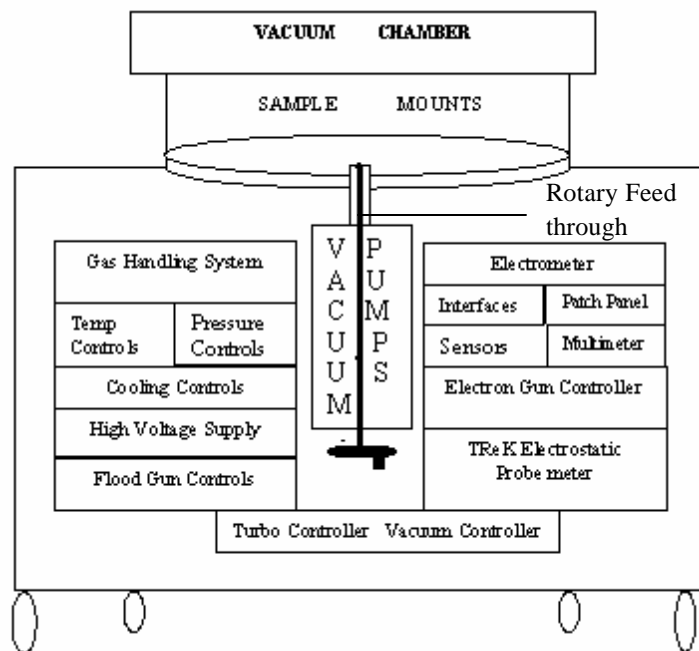 VACUUM CHAMBER
SAMPLE MOUNTS
Rotary Feed
through
VACUUM
PUMPS
Gas Handling System
Temp
Controls
Pressure
Controls
Cooling Controls
High Voltage Supply
Flood Gun Controls
Electrometer
Interfaces
Patch Panel
Sensors
Multimeter
Electron Gun Controller
TReK Electrostatic
Probe meter
Turbo Controller Vacuum Controller